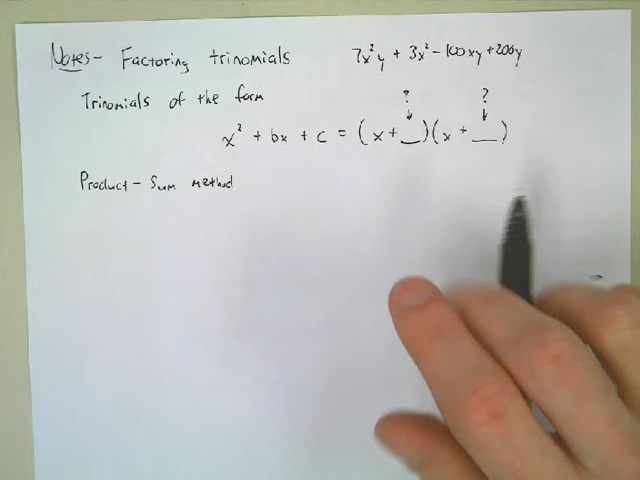 Notes - Factoring trinomials 7x²y + 3x² - 100xy + 200y
Trinomials of the form
? ?
x² + bx + c = (x + __)(x + __)
Product - Sum method